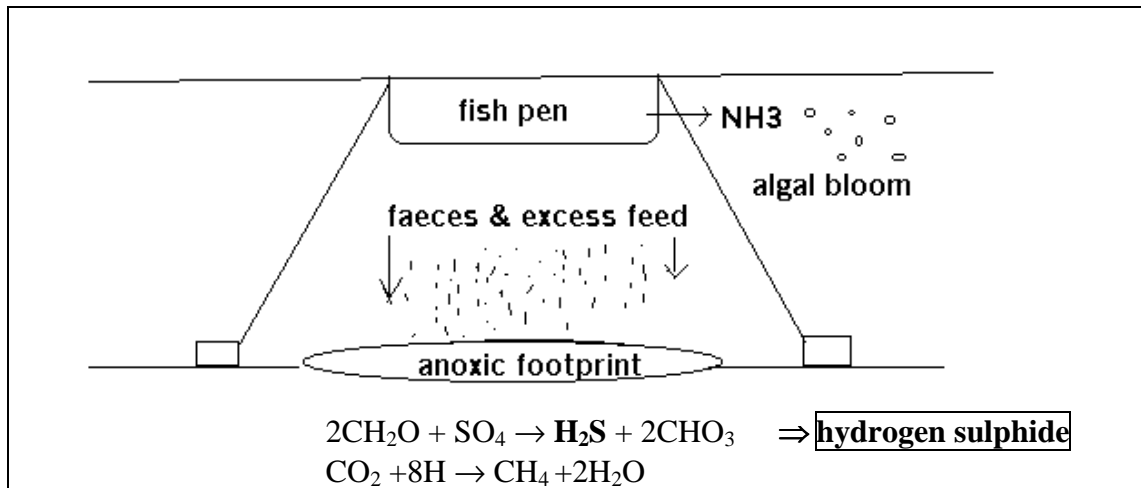 fish pen
NH3
algal bloom
faeces & excess feed
anoxic footprint
2CH₂O + SO₄ → H₂S + 2CHO₃ ⇒ hydrogen sulphide
CO₂ +8H → CH₄ +2H₂O